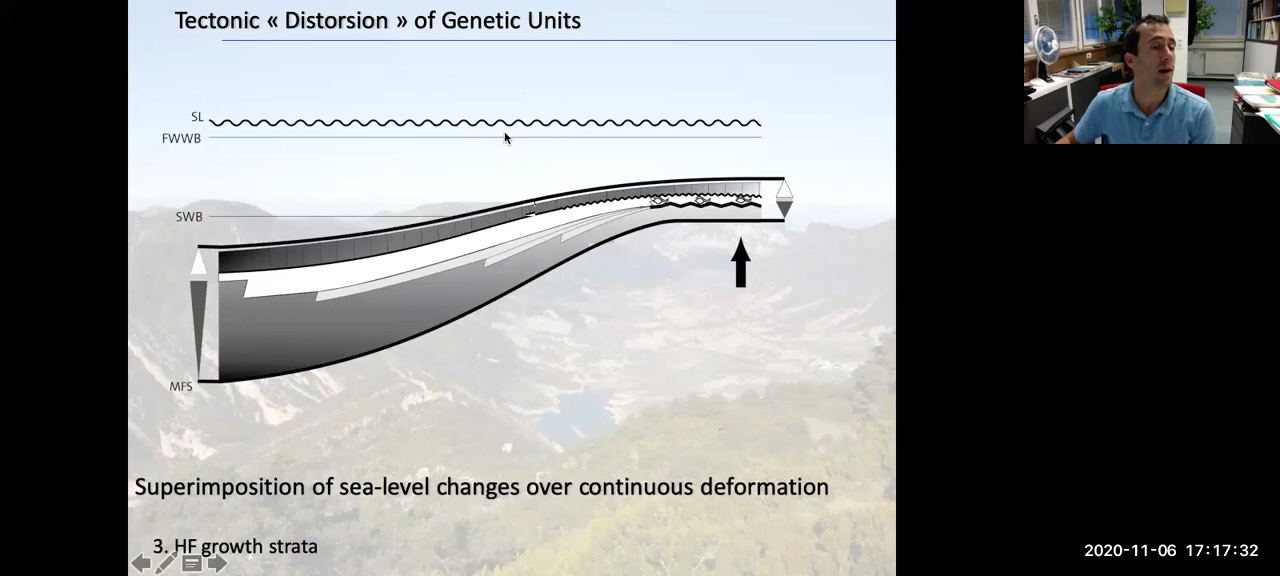 Tectonic « Distorsion » of Genetic Units
SL
FWWB
SWB
MFS
Superimposition of sea-level changes over continuous deformation
3. HF growth strata
2020-11-06 17:17:32